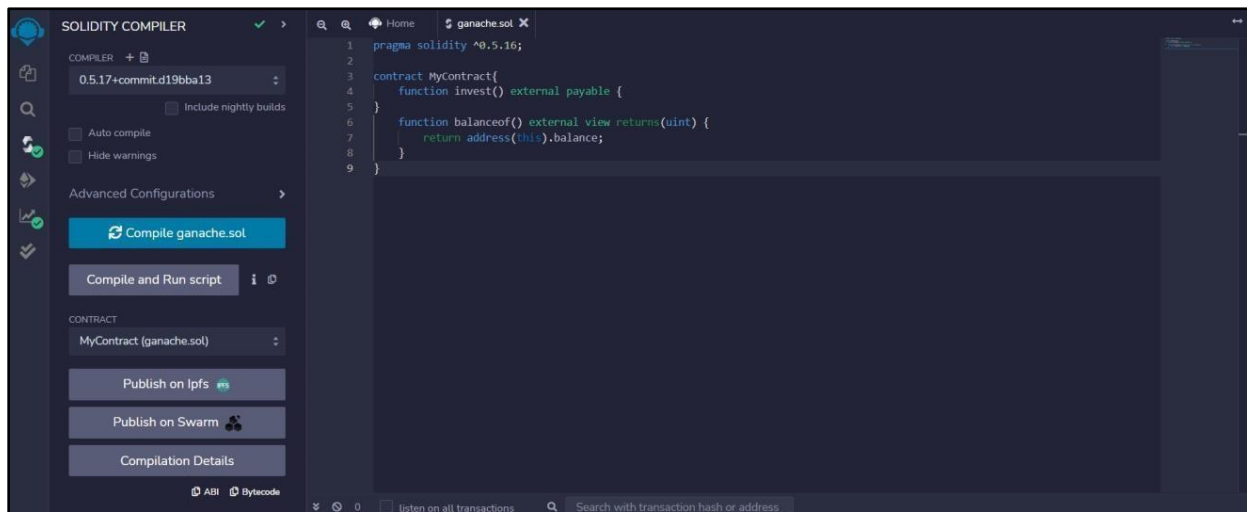 SOLIDITY COMPILER
COMPILER
0.5.17+commit.d19bba13
Include nightly builds
Auto compile
Hide warnings
Advanced Configurations
Compile ganache.sol
Compile and Run script
i
CONTRACT
MyContract (ganache.sol)
Publish on Ipfs
IPFS
Publish on Swarm
Compilation Details
ABI Bytecode
Home ganache.sol
1 pragma solidity ^0.5.16;
2
3 contract MyContract{
4 function invest() external payable {
5 }
6 function balanceof() external view returns(uint) {
7 return address(this).balance;
8 }
9 }
0 listen on all transactions Search with transaction hash or address